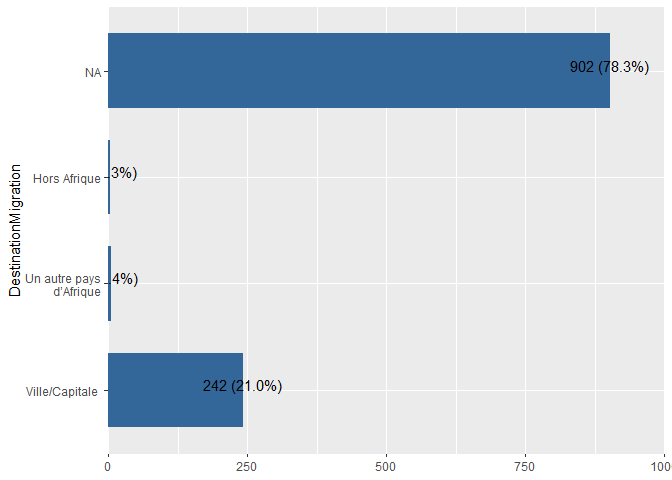 DestinationMigration
NA
902 (78.3%)
Hors Afrique
3%)
Un autre pays
d'Afrique
4%)
Ville/Capitale
242 (21.0%)
0
250
500
750
100